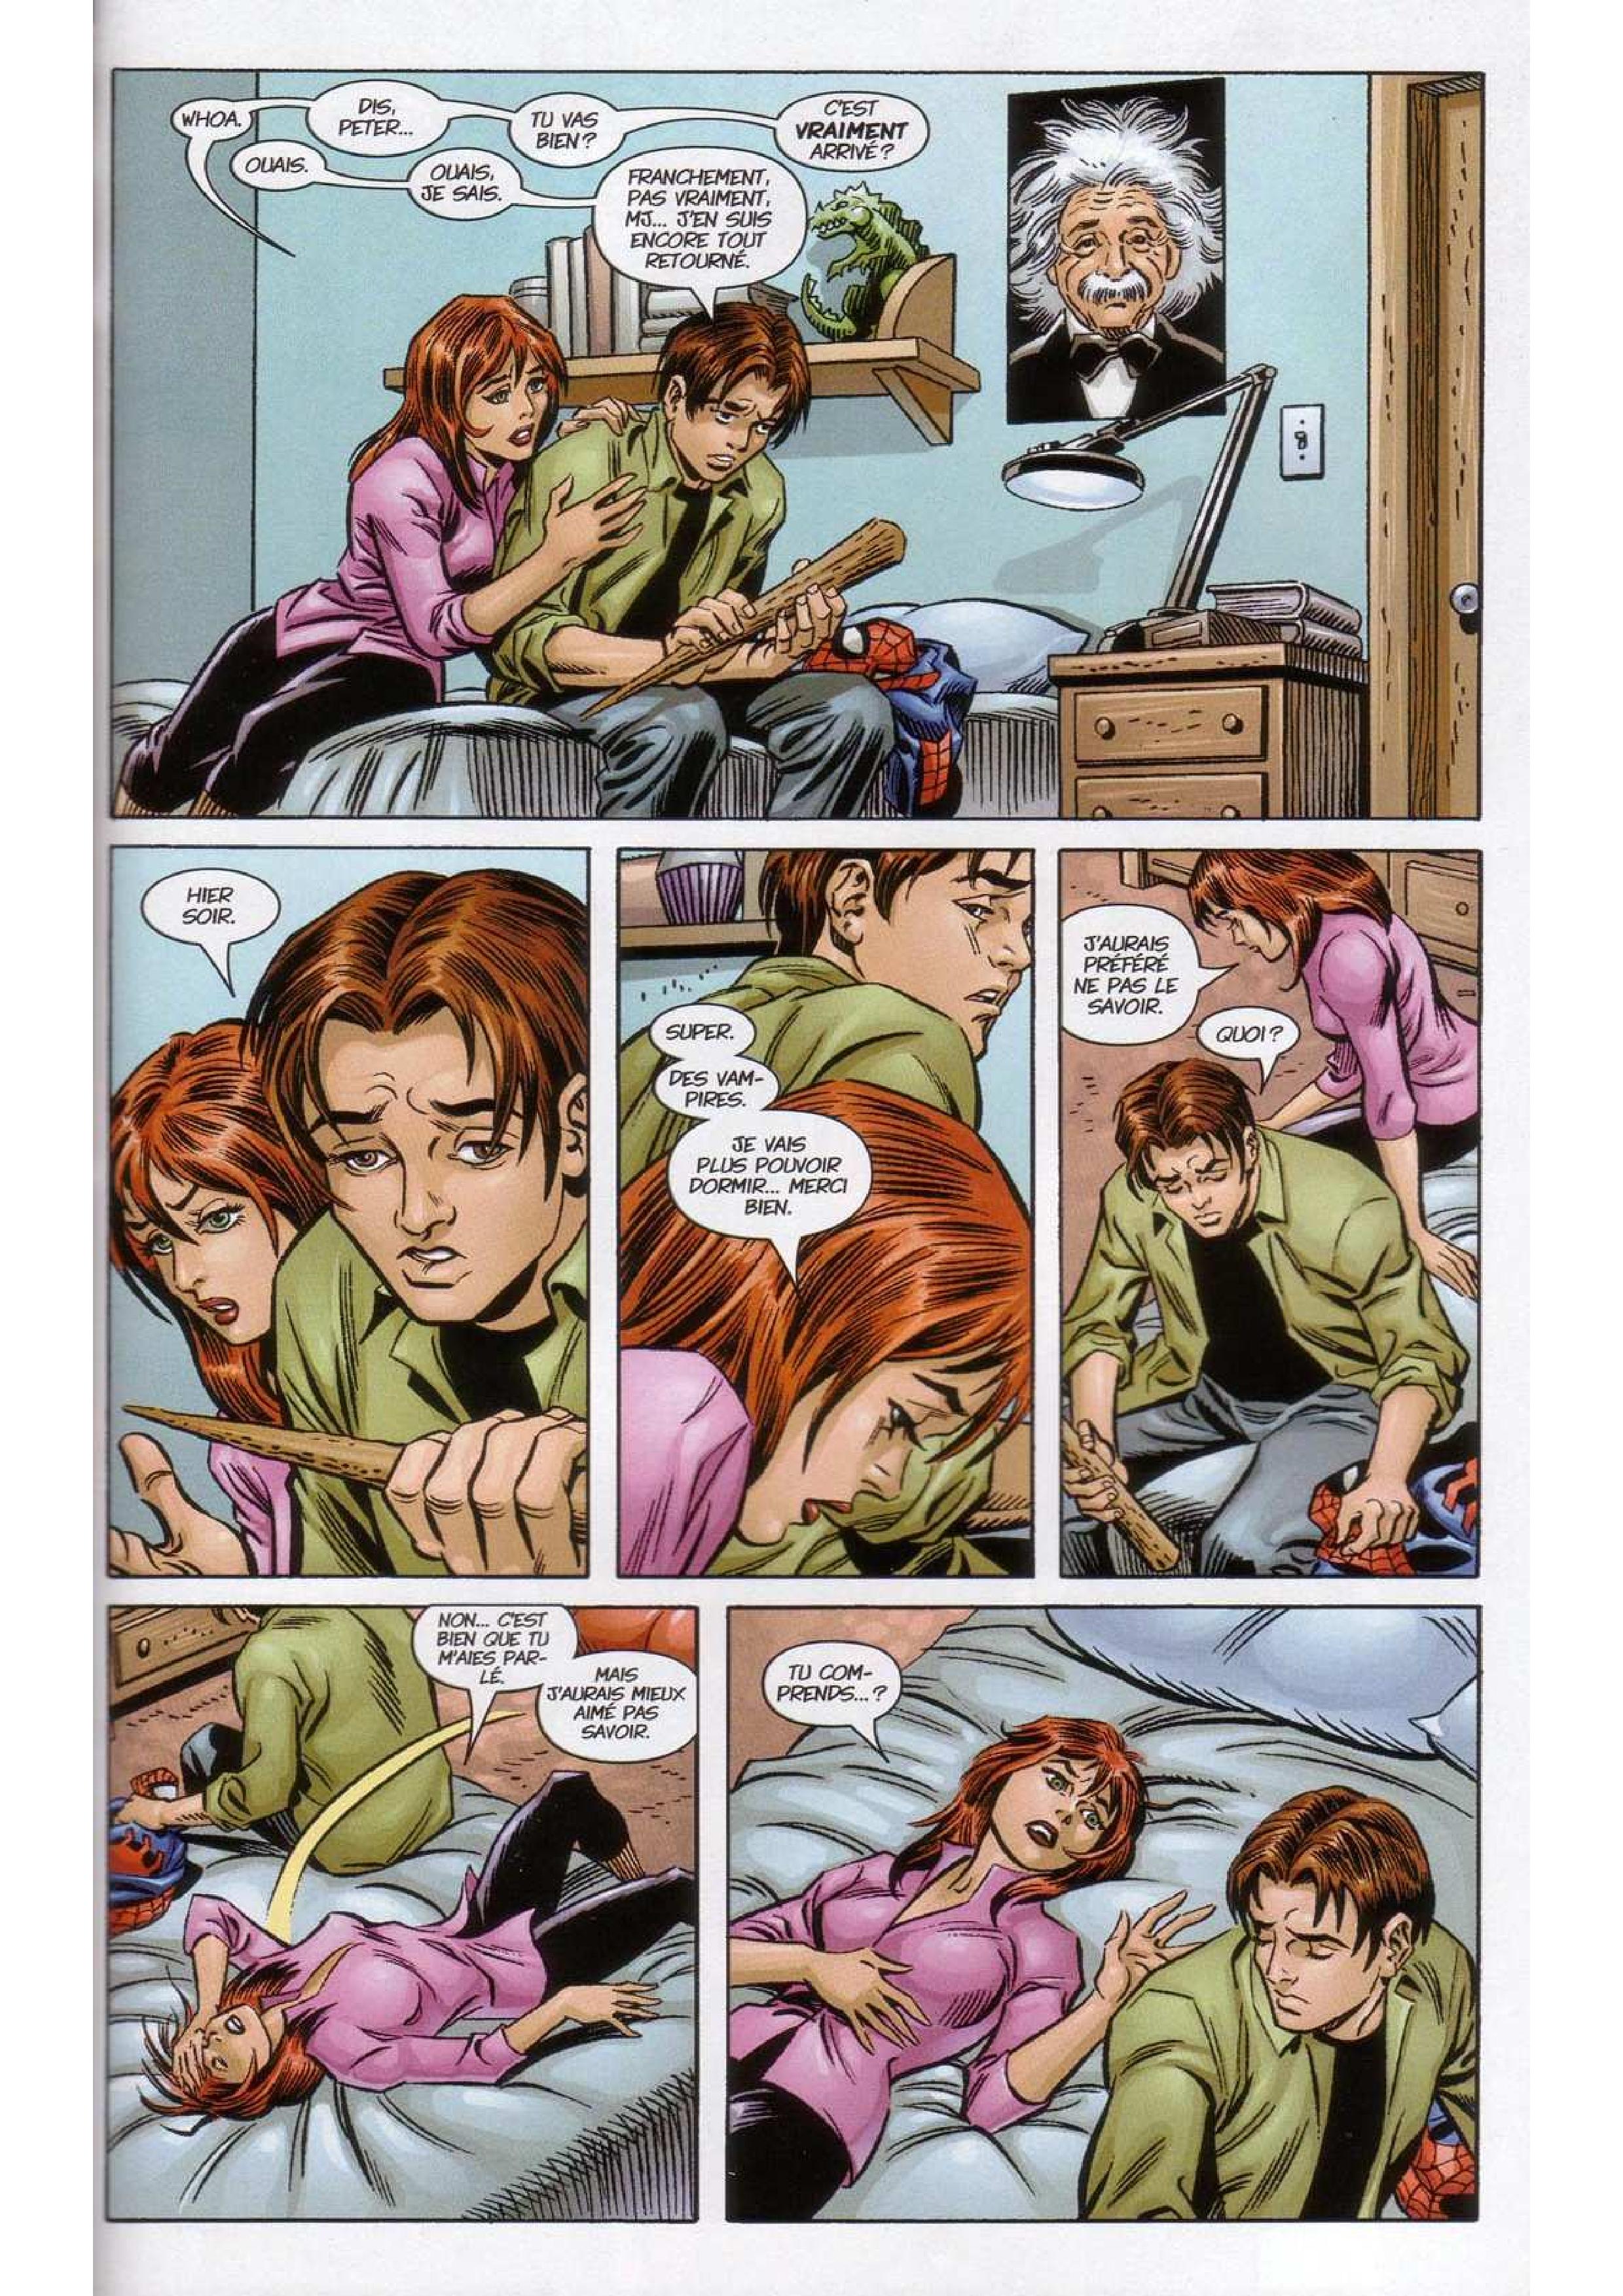 WHOA.
DIS,
PETER...
TU VAS
BIEN ?
C'EST
VRAIMENT
ARRIVÉ ?
OUAIS.
OUAIS,
JE SAIS.
FRANCHEMENT,
PAS VRAIMENT,
MJ... J'EN SUIS
ENCORE TOUT
RETOURNÉ.
HIER
SOIR.
SUPER.
DES VAM-
PIRES.
JE VAIS
PLUS POUVOIR
DORMIR... MERCI
BIEN.
J'AURAIS
PRÉFÉRÉ
NE PAS LE
SAVOIR.
QUOI ?
NON... C'EST
BIEN QUE TU
M'AIES PAR-
LÉ.
MAIS
J'AURAIS MIEUX
AIMÉ PAS
SAVOIR.
TU COM-
PRENDS... ?